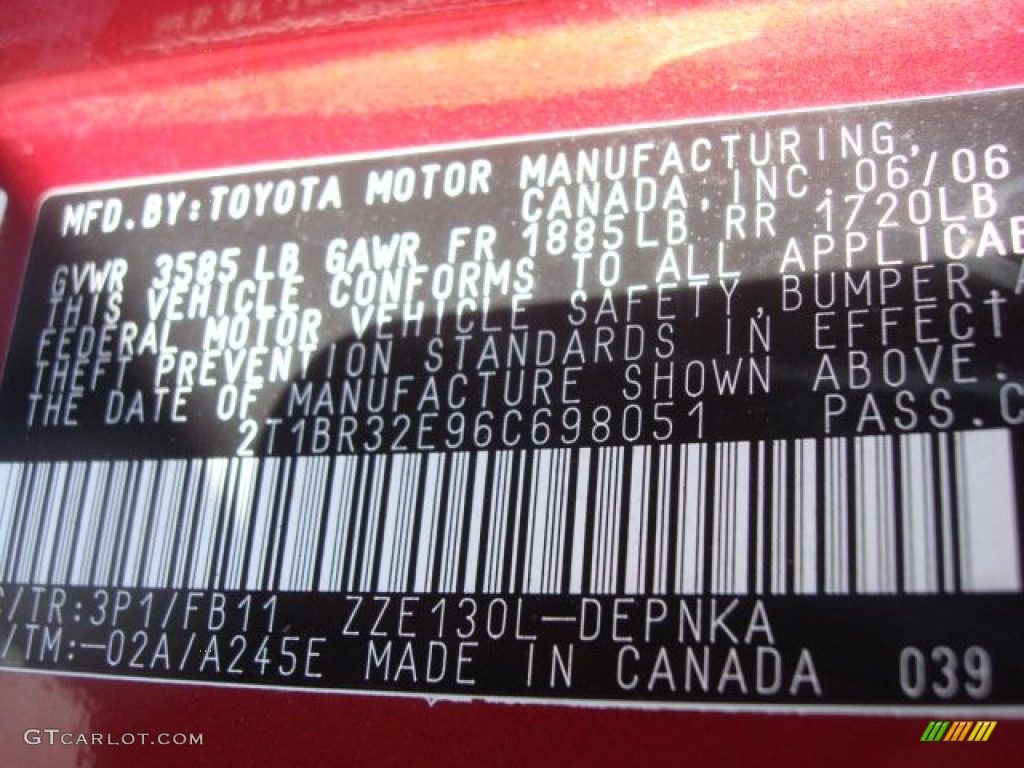 MFD.BY:TOYOTA MOTOR MANUFACTURING,
CANADA,INC.06/06
GVWR 3585LB GAWR FR 1885LB RR 1720LB
THIS VEHICLE CONFORMS TO ALL APPLICAB
FEDERAL MOTOR VEHICLE SAFETY,BUMPER,A
THEFT PREVENTION STANDARDS IN EFFECT
THE DATE OF MANUFACTURE SHOWN ABOVE.
2T1BR32E96C698051 PASS.C
/TR:3P1/FB11 ZZE130L-DEPNKA
/TM:-02A/A245E MADE IN CANADA 039
GTCARLOT.COM